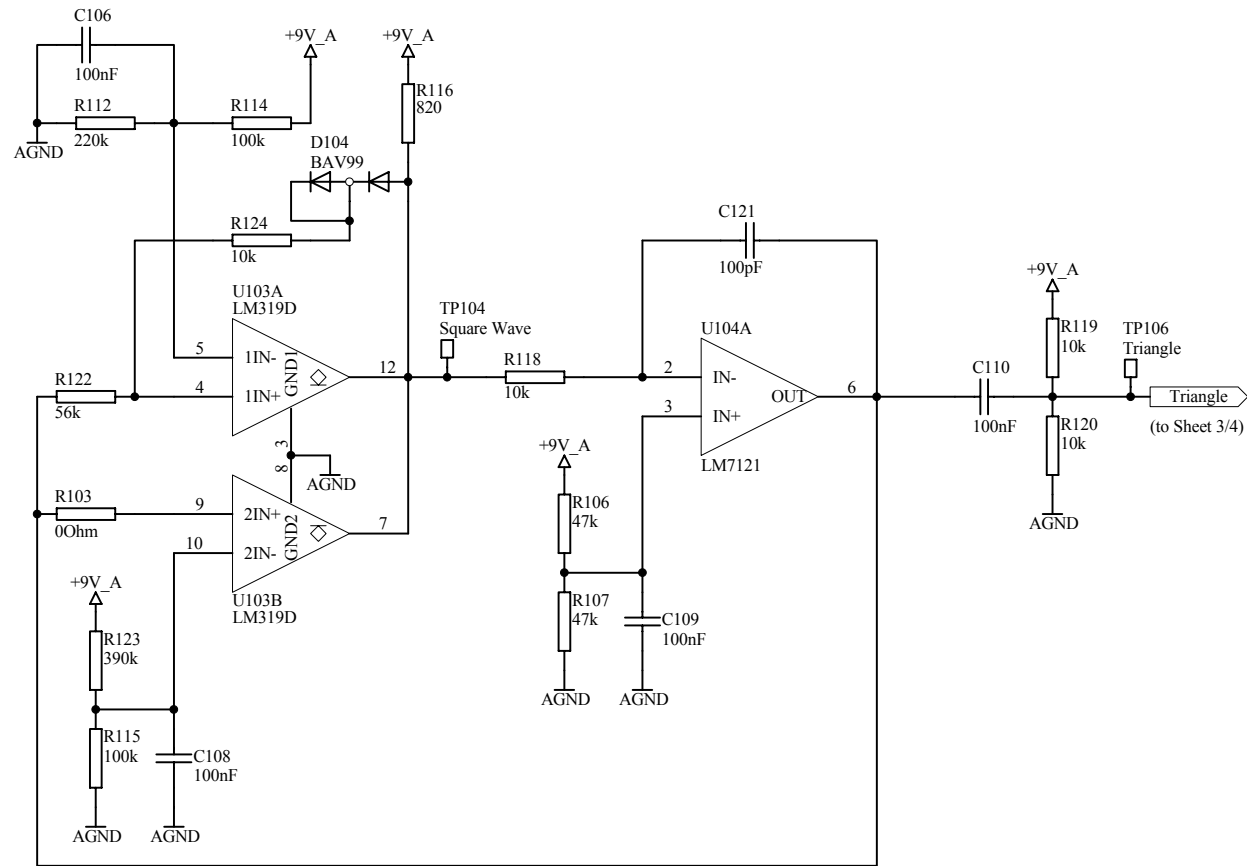 C106
100nF
+9V_A
+9V_A
R112
220k
AGND
R114
100k
R116
820
D104
BAV99
R124
10k
C121
100pF
U103A
LM319D
5
1IN-
4
1IN+
GND1
12
3
R122
56k
TP104
Square Wave
R118
10k
U104A
2
IN-
3
IN+
OUT
6
LM7121
+9V_A
R119
10k
TP106
Triangle
C110
100nF
R120
10k
AGND
Triangle
(to Sheet 3/4)
8
AGND
R103
0Ohm
9
2IN+
10
2IN-
GND2
7
U103B
LM319D
+9V_A
R106
47k
R107
47k
C109
100nF
AGND
AGND
+9V_A
R123
390k
R115
100k
C108
100nF
AGND
AGND